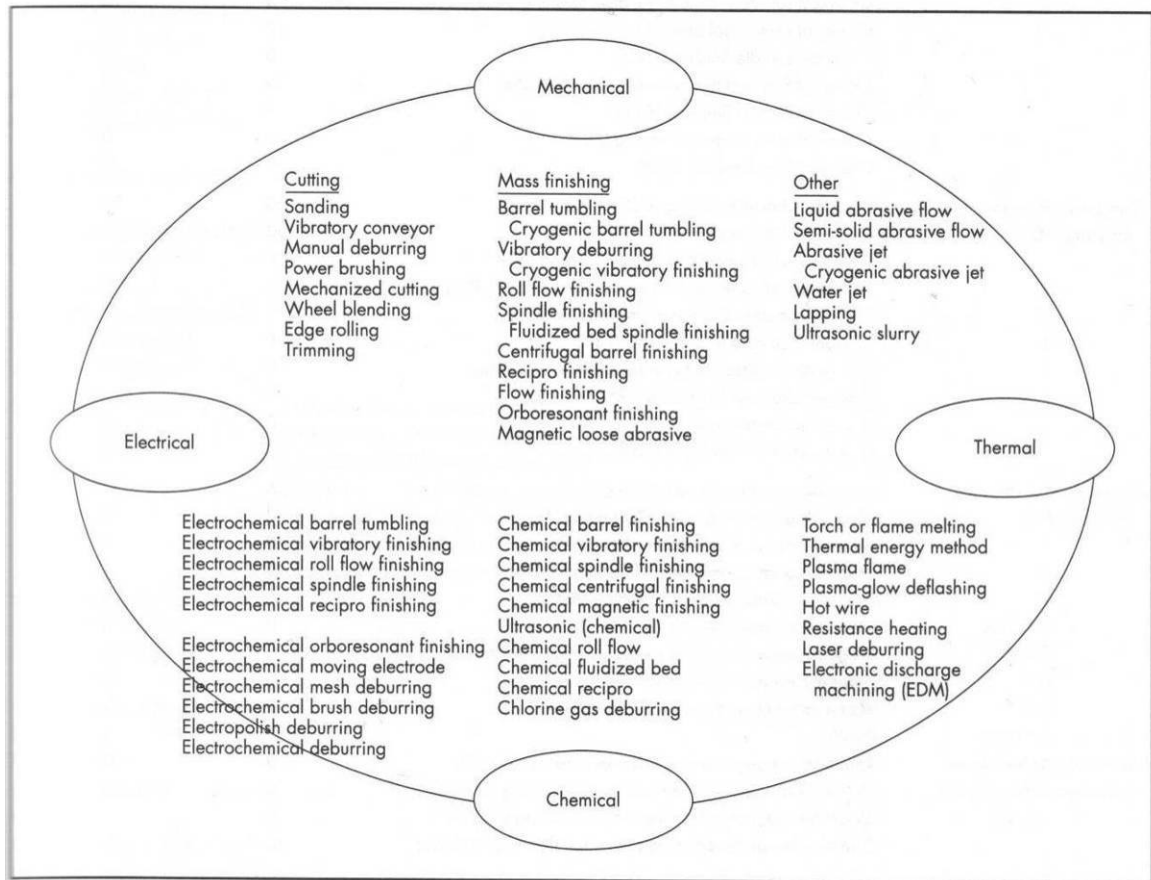 Mechanical
Cutting
Sanding
Vibratory conveyor
Manual deburring
Power brushing
Mechanized cutting
Wheel blending
Edge rolling
Trimming
Mass finishing
Barrel tumbling
Cryogenic barrel tumbling
Vibratory deburring
Cryogenic vibratory finishing
Roll flow finishing
Spindle finishing
Fluidized bed spindle finishing
Centrifugal barrel finishing
Recipro finishing
Flow finishing
Orboresonant finishing
Magnetic loose abrasive
Other
Liquid abrasive flow
Semi-solid abrasive flow
Abrasive jet
Cryogenic abrasive jet
Water jet
Lapping
Ultrasonic slurry
Electrical
Thermal
Electrochemical barrel tumbling
Electrochemical vibratory finishing
Electrochemical roll flow finishing
Electrochemical spindle finishing
Electrochemical recipro finishing
Electrochemical orboresonant finishing
Electrochemical moving electrode
Electrochemical mesh deburring
Electrochemical brush deburring
Electropolish deburring
Electrochemical deburring
Chemical barrel finishing
Chemical vibratory finishing
Chemical spindle finishing
Chemical centrifugal finishing
Chemical magnetic finishing
Ultrasonic (chemical)
Chemical roll flow
Chemical fluidized bed
Chemical recipro
Chlorine gas deburring
Torch or flame melting
Thermal energy method
Plasma flame
Plasma-glow deflashing
Hot wire
Resistance heating
Laser deburring
Electronic discharge
machining (EDM)
Chemical